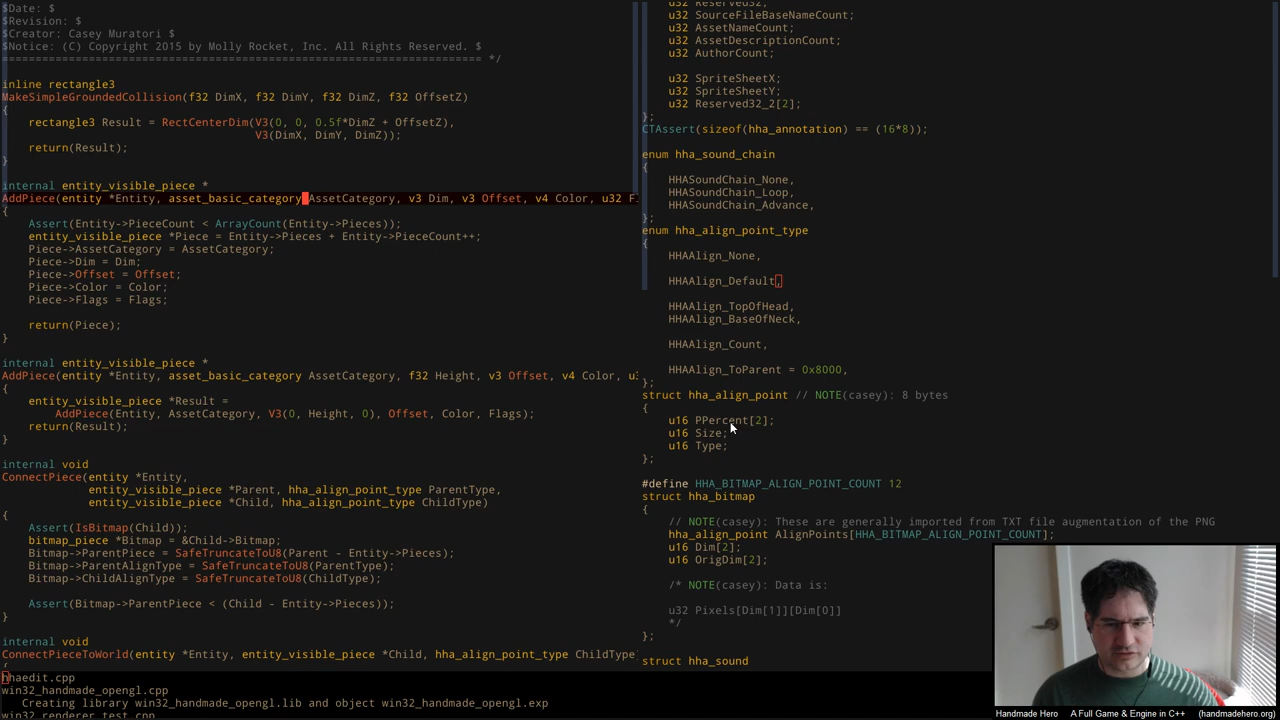 $Date: $
$Revision: $
$Creator: Casey Muratori $
$Notice: (C) Copyright 2015 by Molly Rocket, Inc. All Rights Reserved. $
======================================================================== */
inline rectangle3
MakeSimpleGroundedCollision(f32 DimX, f32 DimY, f32 DimZ, f32 OffsetZ)
{
rectangle3 Result = RectCenterDim(V3(0, 0, 0.5f*DimZ + OffsetZ),
V3(DimX, DimY, DimZ));
return(Result);
}
internal entity_visible_piece *
AddPiece(entity *Entity, asset_basic_category AssetCategory, v3 Dim, v3 Offset, v4 Color, u32 F
{
Assert(Entity->PieceCount < ArrayCount(Entity->Pieces));
entity_visible_piece *Piece = Entity->Pieces + Entity->PieceCount++;
Piece->AssetCategory = AssetCategory;
Piece->Dim = Dim;
Piece->Offset = Offset;
Piece->Color = Color;
Piece->Flags = Flags;
return(Piece);
}
internal entity_visible_piece *
AddPiece(entity *Entity, asset_basic_category AssetCategory, f32 Height, v3 Offset, v4 Color, u
{
entity_visible_piece *Result =
AddPiece(Entity, AssetCategory, V3(0, Height, 0), Offset, Color, Flags);
return(Result);
}
internal void
ConnectPiece(entity *Entity,
entity_visible_piece *Parent, hha_align_point_type ParentType,
entity_visible_piece *Child, hha_align_point_type ChildType)
{
Assert(IsBitmap(Child));
bitmap_piece *Bitmap = &Child->Bitmap;
Bitmap->ParentPiece = SafeTruncateToU8(Parent - Entity->Pieces);
Bitmap->ParentAlignType = SafeTruncateToU8(ParentType);
Bitmap->ChildAlignType = SafeTruncateToU8(ChildType);
Assert(Bitmap->ParentPiece < (Child - Entity->Pieces));
}
internal void
ConnectPieceToWorld(entity *Entity, entity_visible_piece *Child, hha_align_point_type ChildType
hhaedit.cpp
win32_handmade_opengl.cpp
Creating library win32_handmade_opengl.lib and object win32_handmade_opengl.exp
win32_renderer_test.cpp
u32 Reserved32;
u32 SourceFileBaseNameCount;
u32 AssetNameCount;
u32 AssetDescriptionCount;
u32 AuthorCount;
u32 SpriteSheetX;
u32 SpriteSheetY;
u32 Reserved32_2[2];
};
CTAssert(sizeof(hha_annotation) == (16*8));
enum hha_sound_chain
{
HHASoundChain_None,
HHASoundChain_Loop,
HHASoundChain_Advance,
};
enum hha_align_point_type
{
HHAAlign_None,
HHAAlign_Default,
HHAAlign_TopOfHead,
HHAAlign_BaseOfNeck,
HHAAlign_Count,
HHAAlign_ToParent = 0x8000,
};
struct hha_align_point // NOTE(casey): 8 bytes
{
u16 PPercent[2];
u16 Size;
u16 Type;
};
#define HHA_BITMAP_ALIGN_POINT_COUNT 12
struct hha_bitmap
{
// NOTE(casey): These are generally imported from TXT file augmentation of the PNG
hha_align_point AlignPoints[HHA_BITMAP_ALIGN_POINT_COUNT];
u16 Dim[2];
u16 OrigDim[2];
/* NOTE(casey): Data is:
u32 Pixels[Dim[1]][Dim[0]]
*/
};
struct hha_sound
Handmade Hero A Full Game & Engine in C++ (handmadehero.org)